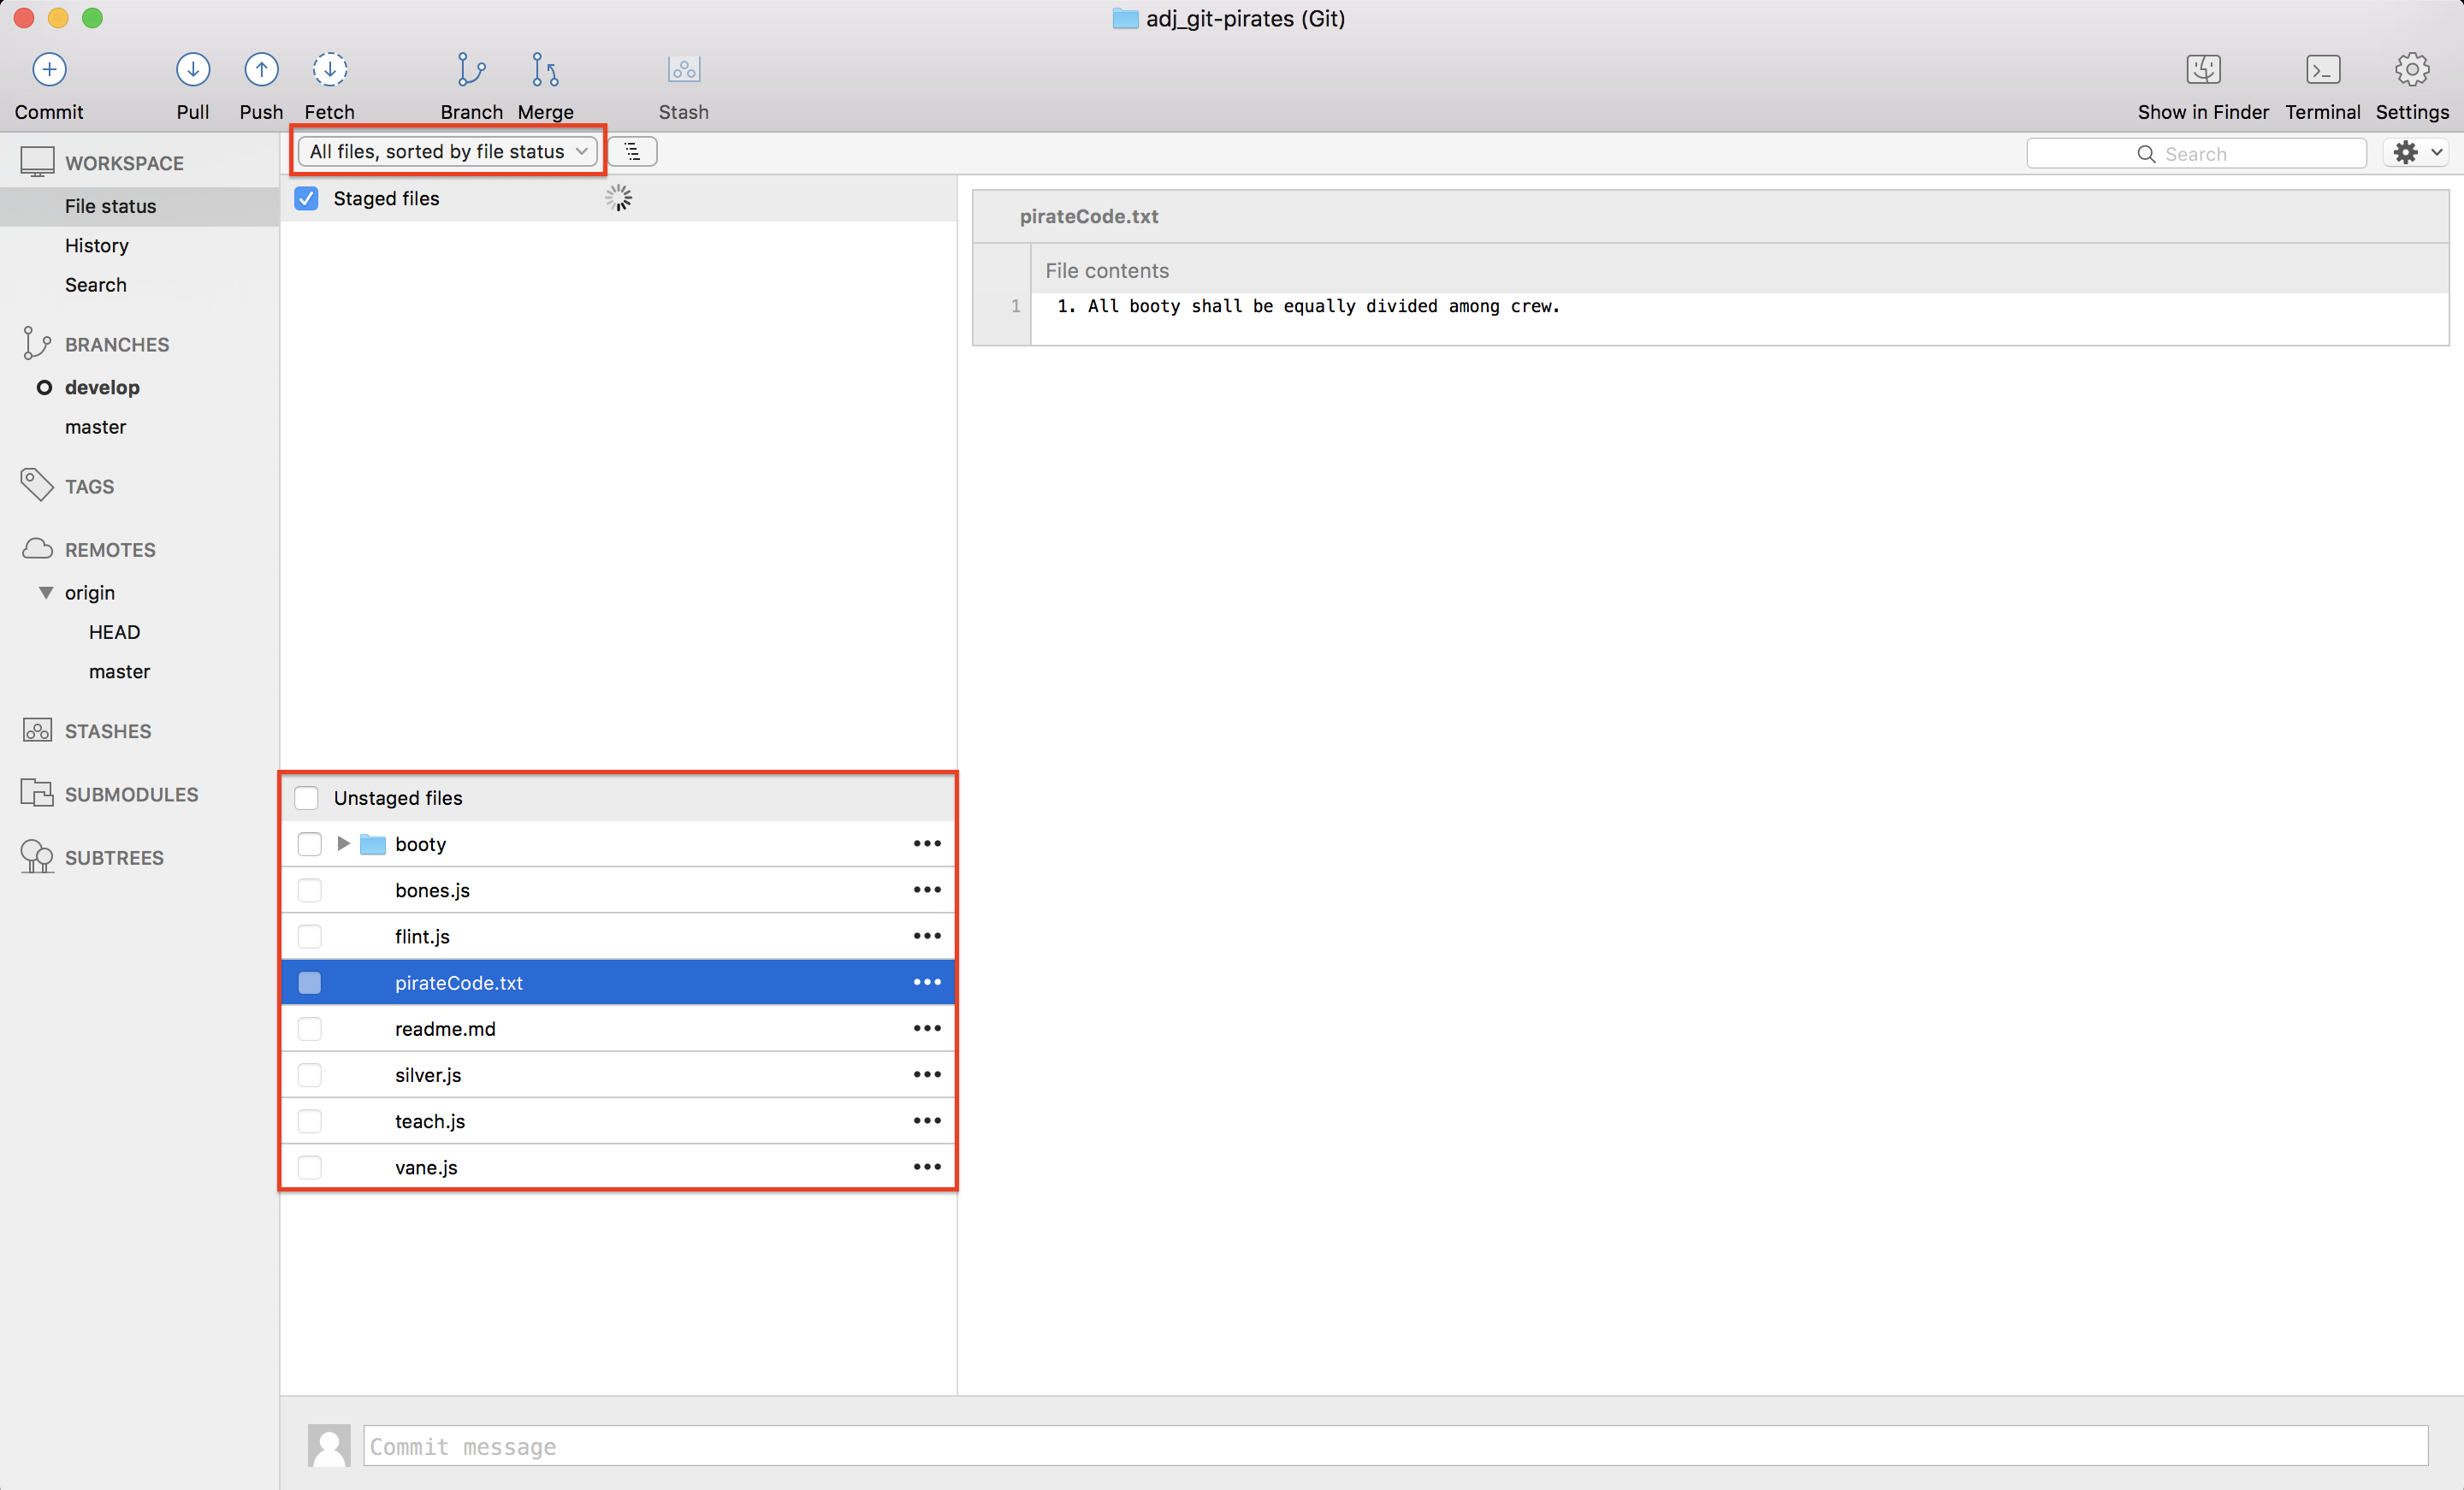 adj_git-pirates (Git)
Commit
Pull
Push
Fetch
Branch
Merge
Stash
Show in Finder
Terminal
Settings
All files, sorted by file status
Search
WORKSPACE
File status
History
Search
BRANCHES
develop
master
TAGS
REMOTES
origin
HEAD
master
STASHES
SUBMODULES
SUBTREES
Staged files
Unstaged files
booty
bones.js
flint.js
pirateCode.txt
readme.md
silver.js
teach.js
vane.js
pirateCode.txt
File contents
1 1. All booty shall be equally divided among crew.
Commit message